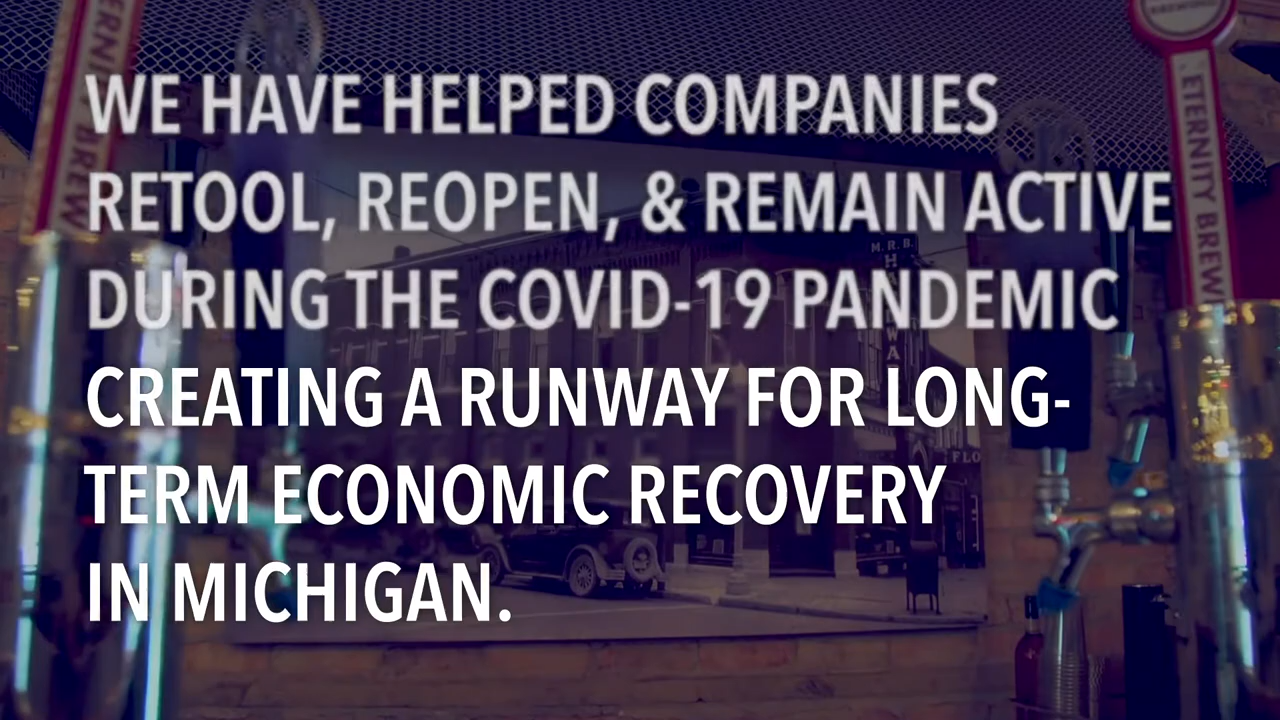 WE HAVE HELPED COMPANIES
RETOOL, REOPEN, & REMAIN ACTIVE
DURING THE COVID-19 PANDEMIC
CREATING A RUNWAY FOR LONG-
TERM ECONOMIC RECOVERY
IN MICHIGAN.
ETERNITY
M.R.B.
FLO